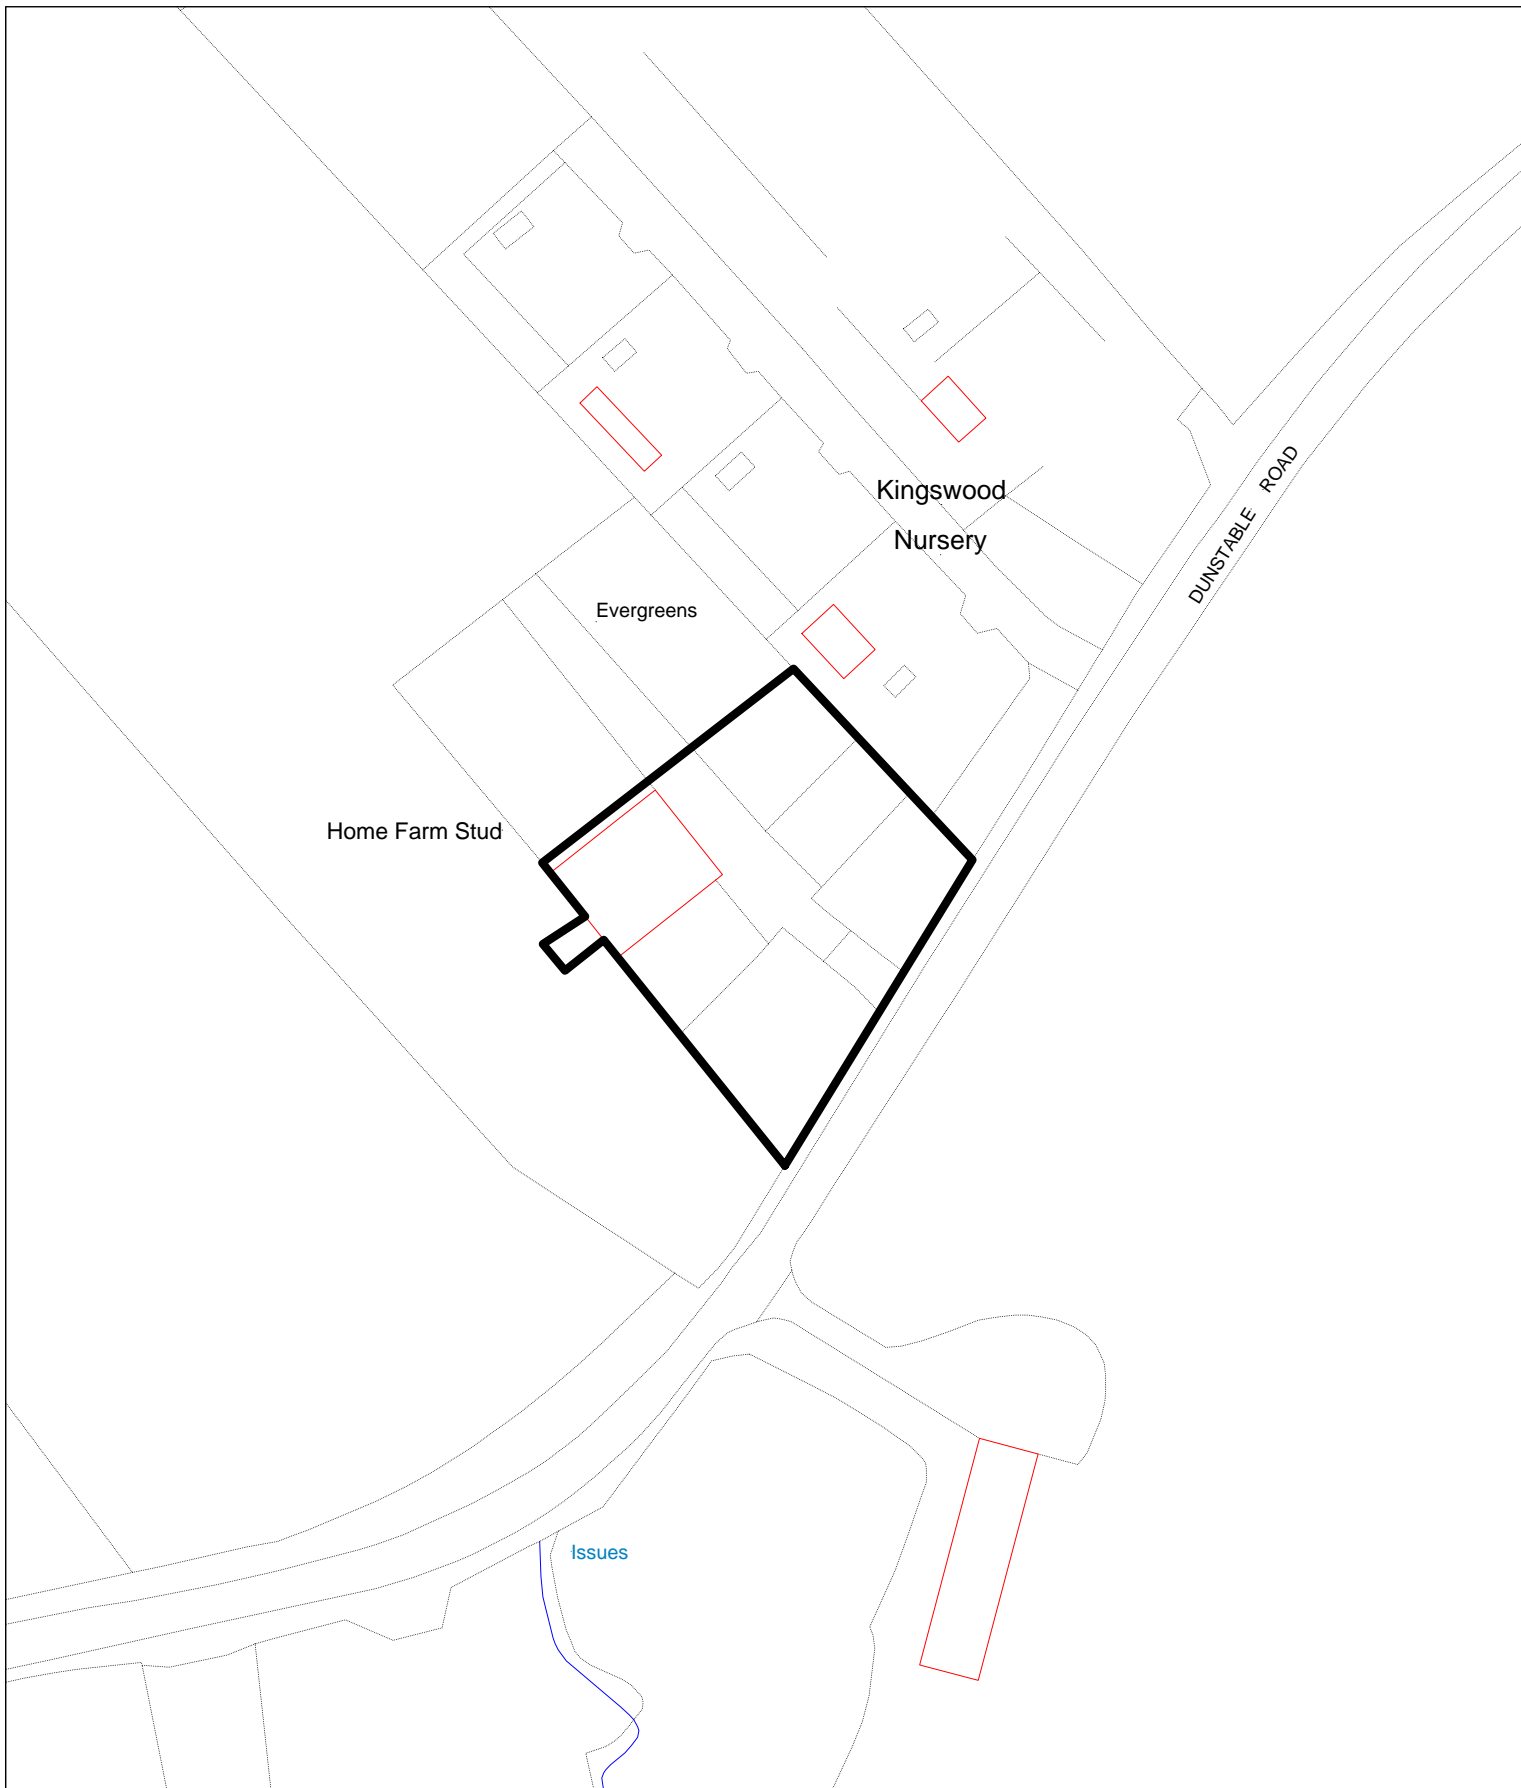 Kingswood
Nursery
DUNSTABLE ROAD
Evergreens
Home Farm Stud
Issues